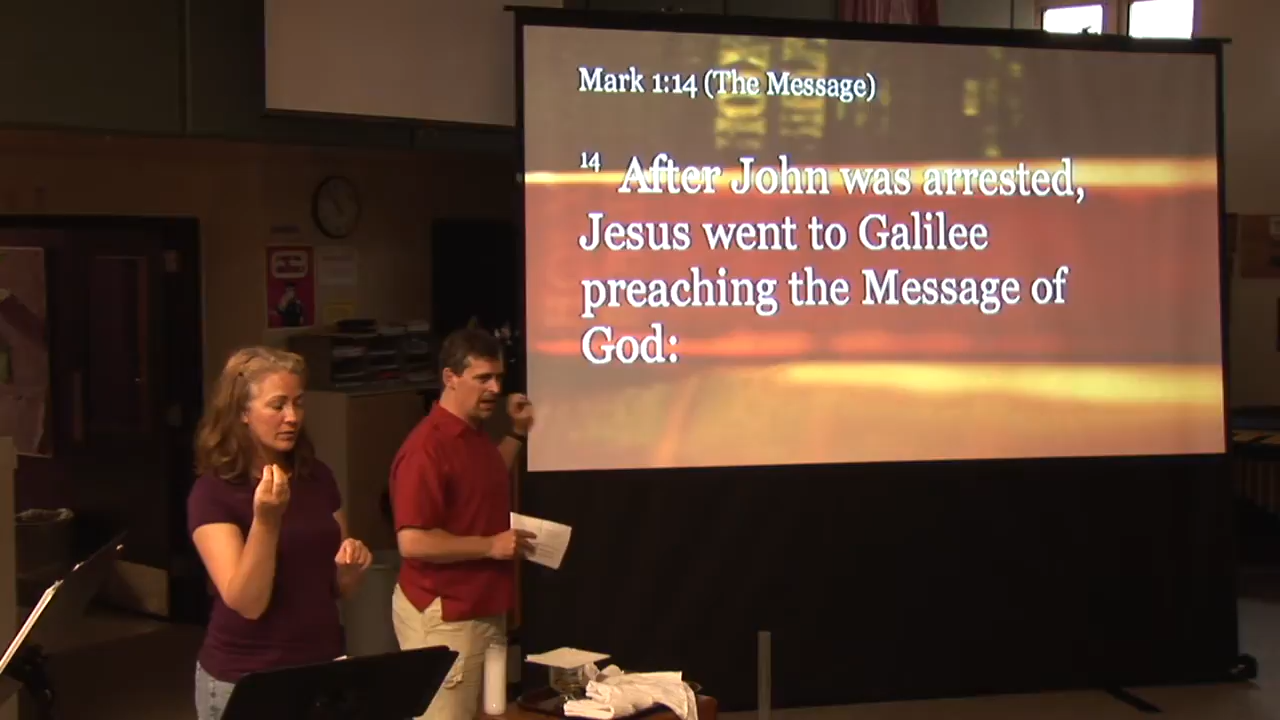 Mark 1:14 (The Message)
14 After John was arrested,
Jesus went to Galilee
preaching the Message of
God: